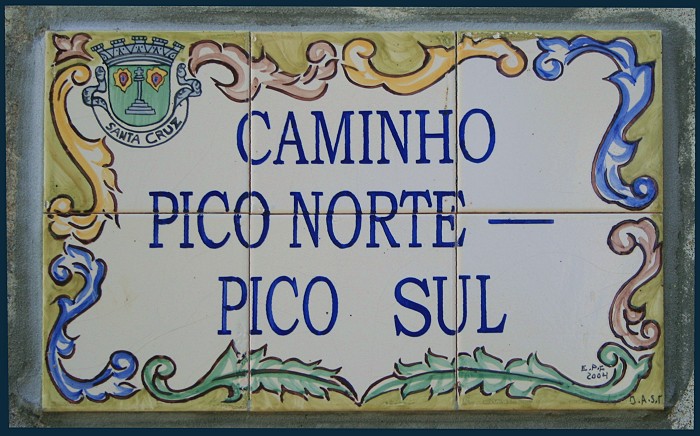 SANTA CRUZ
CAMINHO
PICO NORTE —
PICO SUL
E.P.T.
2004
O.A.S.T